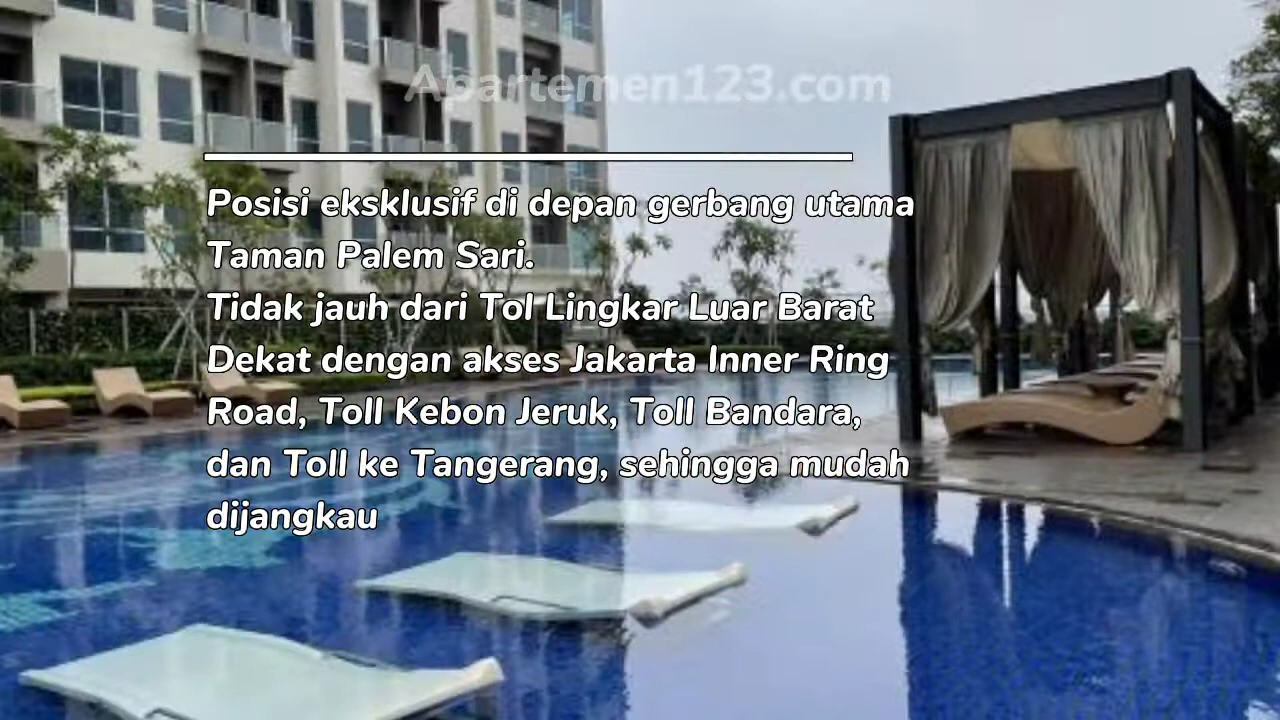 Apartemen123.com
Posisi eksklusif di depan gerbang utama
Taman Palem Sari.
Tidak jauh dari Tol Lingkar Luar Barat
Dekat dengan akses Jakarta Inner Ring
Road, Toll Kebon Jeruk, Toll Bandara,
dan Toll ke Tangerang, sehingga mudah
dijangkau